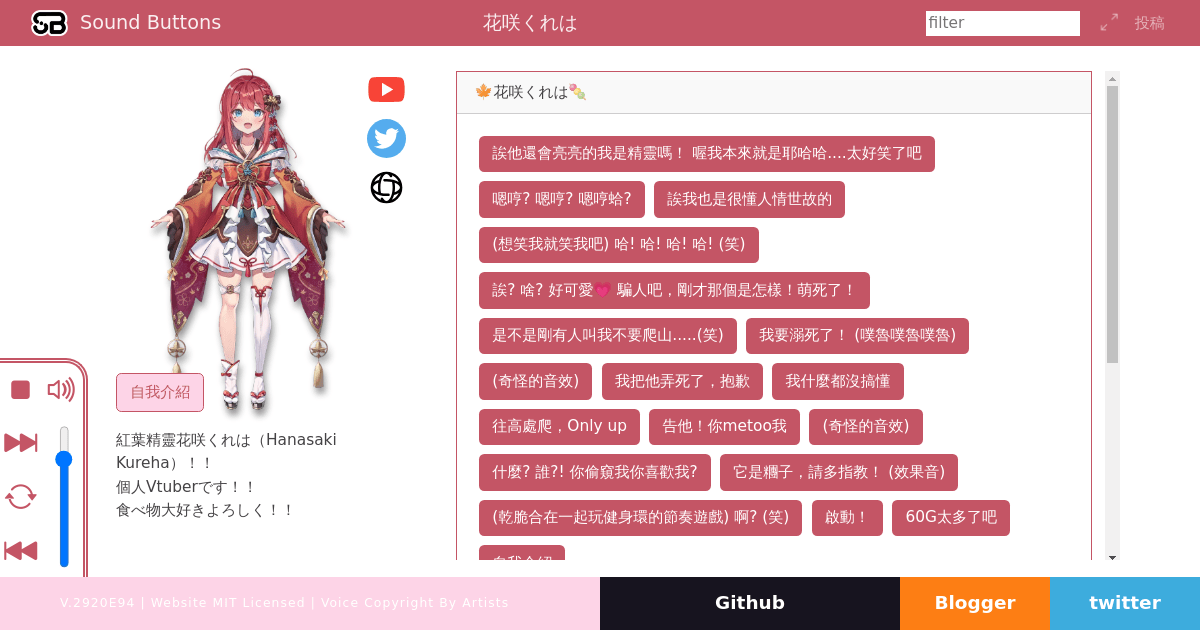 Sound Buttons
花咲くれは
filter
投稿
🍁花咲くれは🍡
誒他還會亮亮的我是精靈嗎！ 喔我本來就是耶哈哈....太好笑了吧
嗯哼? 嗯哼? 嗯哼蛤?
誒我也是很懂人情世故的
(想笑我就笑我吧) 哈! 哈! 哈! 哈! (笑)
誒? 啥? 好可愛💗 騙人吧，剛才那個是怎樣！萌死了！
是不是剛有人叫我不要爬山.....(笑)
我要溺死了！ (噗魯噗魯噗魯)
(奇怪的音效)
我把他弄死了，抱歉
我什麼都沒搞懂
往高處爬，Only up
告他！你metoo我
(奇怪的音效)
什麼? 誰?! 你偷窺我你喜歡我?
它是糰子，請多指教！ (效果音)
(乾脆合在一起玩健身環的節奏遊戲) 啊? (笑)
啟動！
60G太多了吧
自我介紹
自我介紹
紅葉精靈花咲くれは（Hanasaki
Kureha）！！
個人Vtuberです！！
食べ物大好きよろしく！！
V.2920E94 | Website MIT Licensed | Voice Copyright By Artists
Github
Blogger
twitter